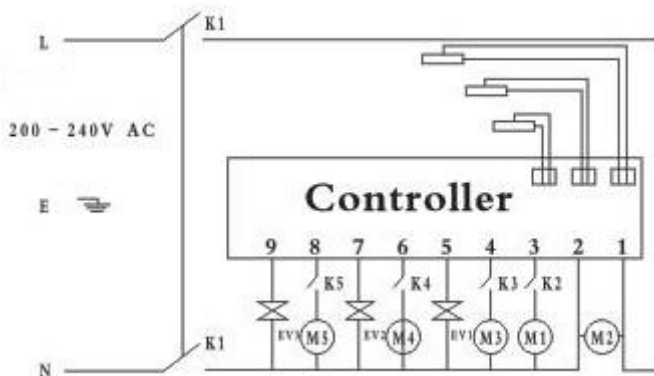 L
K1
200-240V AC
E
Controller
9 8 7 6 5 4 3 2 1
K5 K4 K3 K2
EV3 M5 EV2 M4 EV1 M3 M1 M2
K1
N